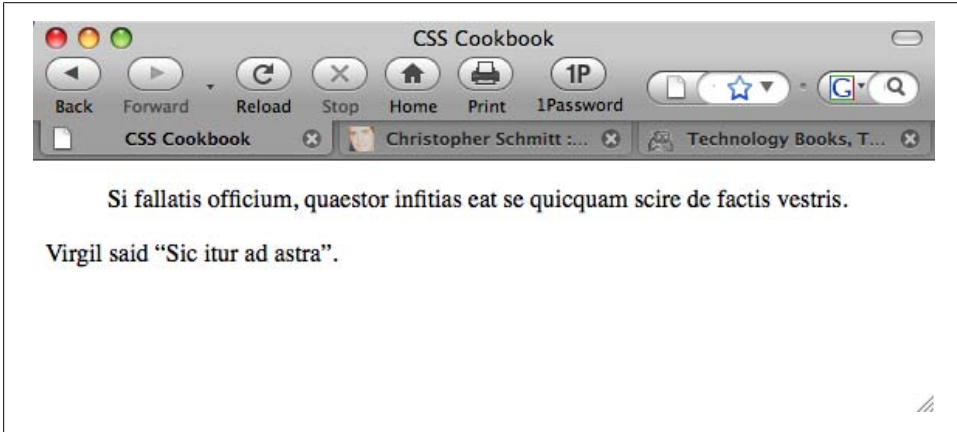 CSS Cookbook
1P
Back Forward Reload Stop Home Print 1Password
G
CSS Cookbook Christopher Schmitt :... Technology Books, T...
Si fallatis officium, quaestor infitias eat se quicquam scire de factis vestris.
Virgil said “Sic itur ad astra”.